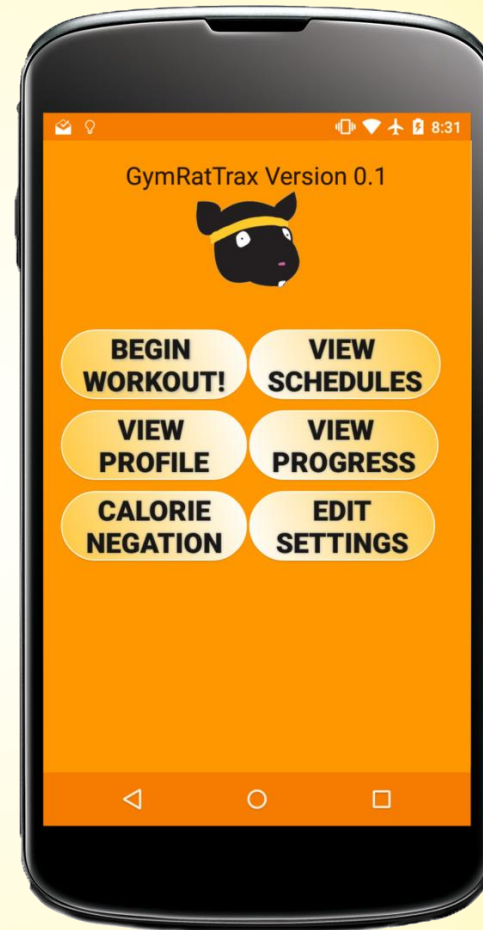 8:31
GymRatTrax Version 0.1
BEGIN
WORKOUT!
VIEW
SCHEDULES
VIEW
PROFILE
VIEW
PROGRESS
CALORIE
NEGATION
EDIT
SETTINGS